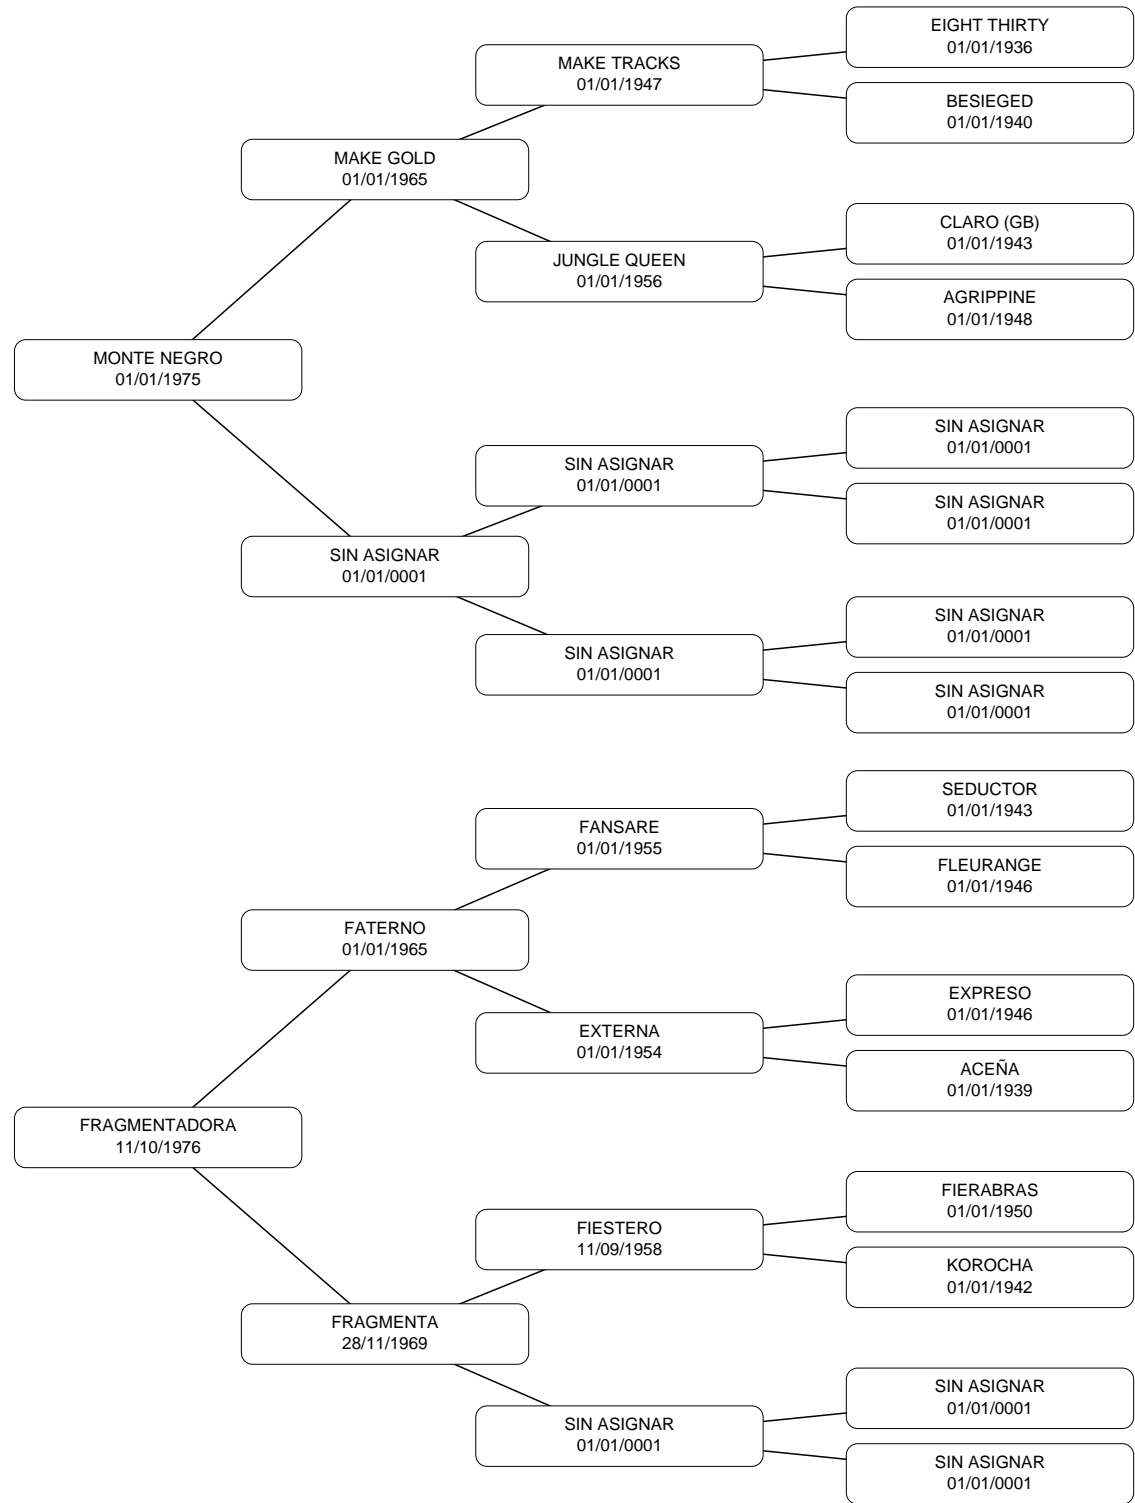 EIGHT THIRTY
01/01/1936
MAKE TRACKS
01/01/1947
BESIEGED
01/01/1940
MAKE GOLD
01/01/1965
CLARO (GB)
01/01/1943
JUNGLE QUEEN
01/01/1956
AGRIPPINE
01/01/1948
MONTE NEGRO
01/01/1975
SIN ASIGNAR
01/01/0001
SIN ASIGNAR
01/01/0001
SIN ASIGNAR
01/01/0001
SIN ASIGNAR
01/01/0001
SIN ASIGNAR
01/01/0001
SIN ASIGNAR
01/01/0001
SIN ASIGNAR
01/01/0001
SEDUCTOR
01/01/1943
FANSARE
01/01/1955
FLEURANGE
01/01/1946
FATERNO
01/01/1965
EXPRESO
01/01/1946
EXTERNA
01/01/1954
ACEÑA
01/01/1939
FRAGMENTADORA
11/10/1976
FIERABRAS
01/01/1950
FIESTERO
11/09/1958
KOROCHA
01/01/1942
FRAGMENTA
28/11/1969
SIN ASIGNAR
01/01/0001
SIN ASIGNAR
01/01/0001
SIN ASIGNAR
01/01/0001